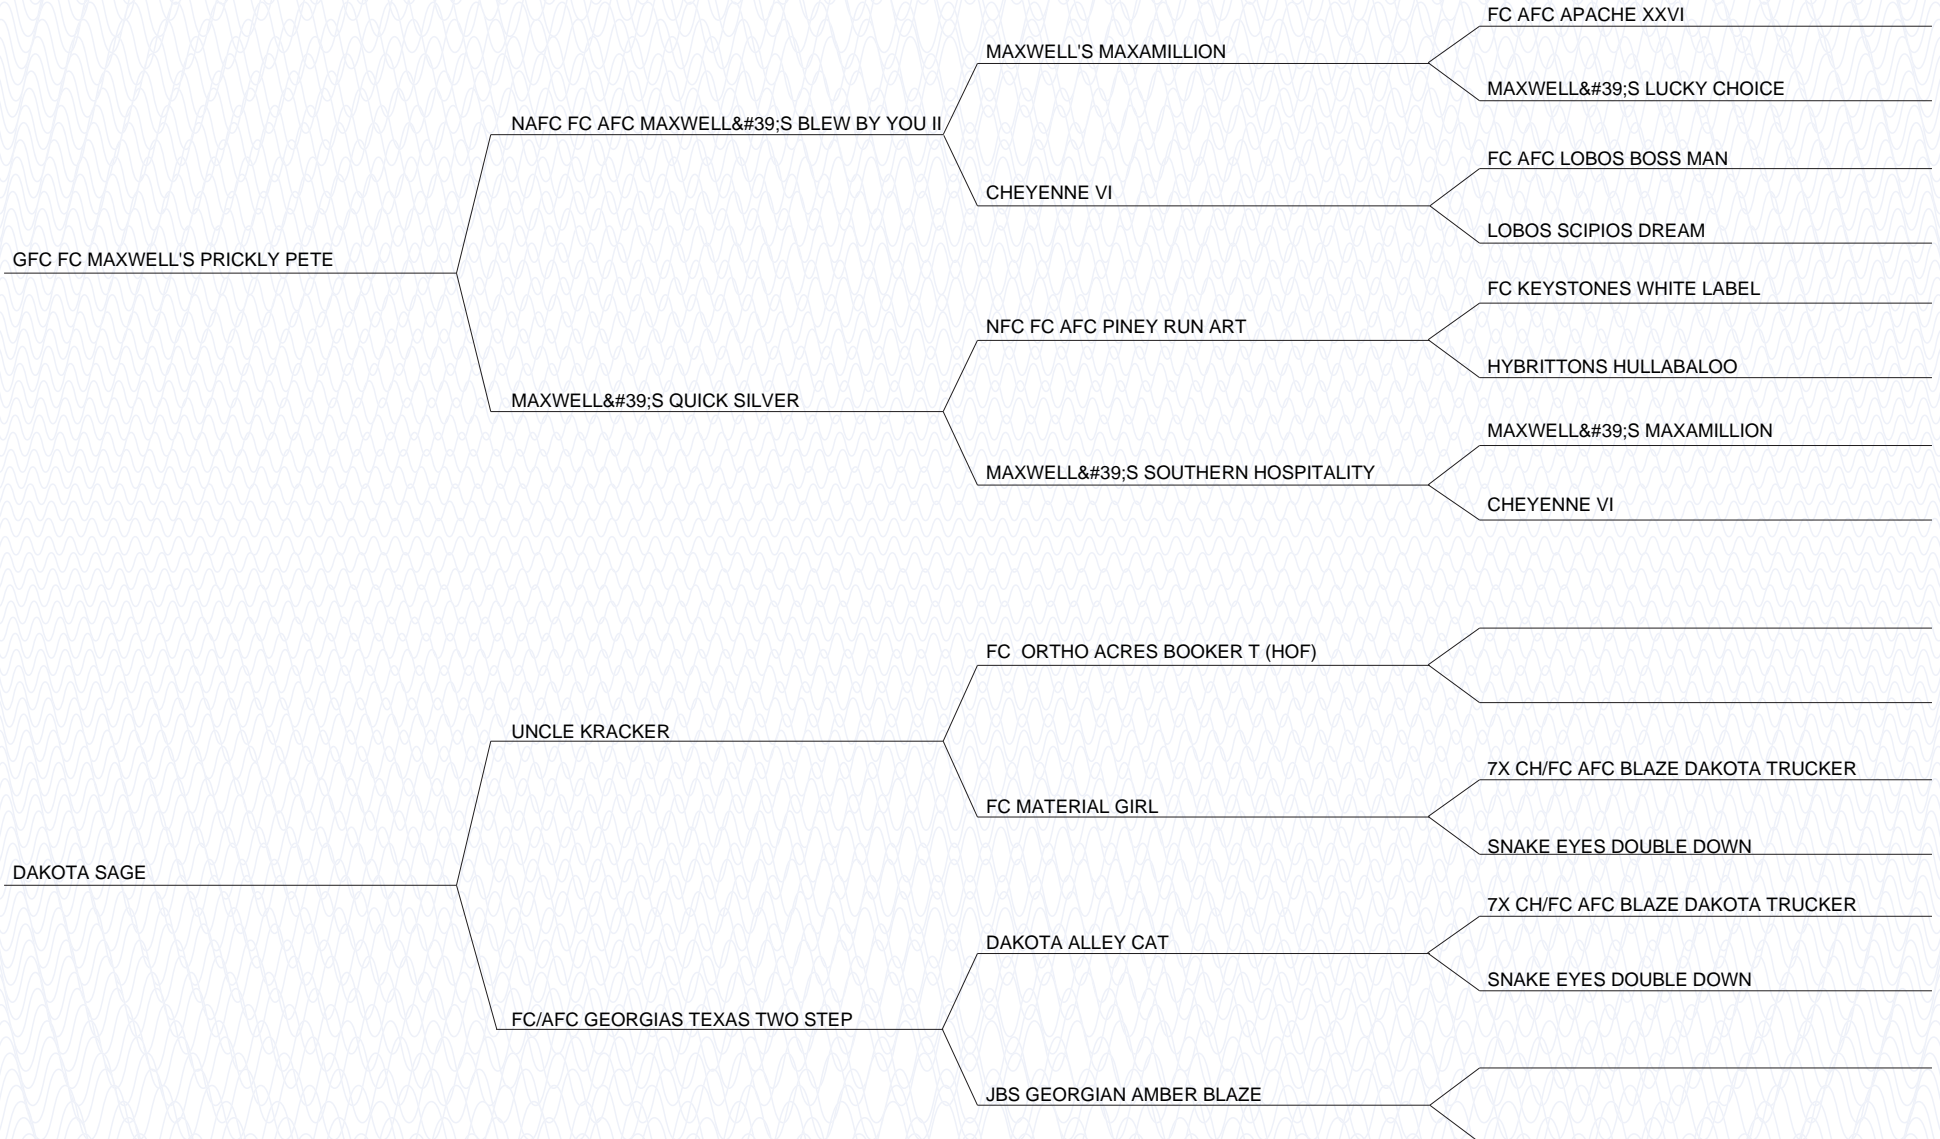 FC AFC APACHE XXVI
MAXWELL'S MAXAMILLION
MAXWELL&#39;S LUCKY CHOICE
NAFC FC AFC MAXWELL&#39;S BLEW BY YOU II
FC AFC LOBOS BOSS MAN
CHEYENNE VI
LOBOS SCIPIOS DREAM
GFC FC MAXWELL'S PRICKLY PETE
FC KEYSTONES WHITE LABEL
NFC FC AFC PINEY RUN ART
HYBRITTONS HULLABALOO
MAXWELL&#39;S QUICK SILVER
MAXWELL&#39;S MAXAMILLION
MAXWELL&#39;S SOUTHERN HOSPITALITY
CHEYENNE VI
FC  ORTHO ACRES BOOKER T (HOF)
UNCLE KRACKER
7X CH/FC AFC BLAZE DAKOTA TRUCKER
FC MATERIAL GIRL
SNAKE EYES DOUBLE DOWN
DAKOTA SAGE
7X CH/FC AFC BLAZE DAKOTA TRUCKER
DAKOTA ALLEY CAT
SNAKE EYES DOUBLE DOWN
FC/AFC GEORGIAS TEXAS TWO STEP
JBS GEORGIAN AMBER BLAZE